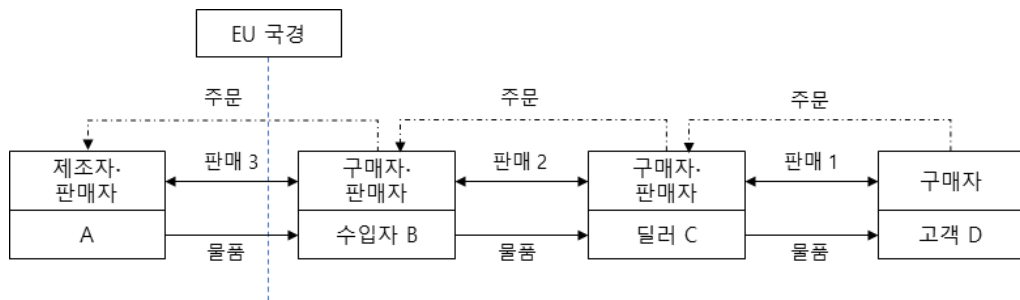 EU 국경
주문
주문
주문
제조자·
판매자
판매 3
구매자·
판매자
판매 2
구매자·
판매자
판매 1
구매자
A
물품
수입자 B
물품
딜러 C
물품
고객 D